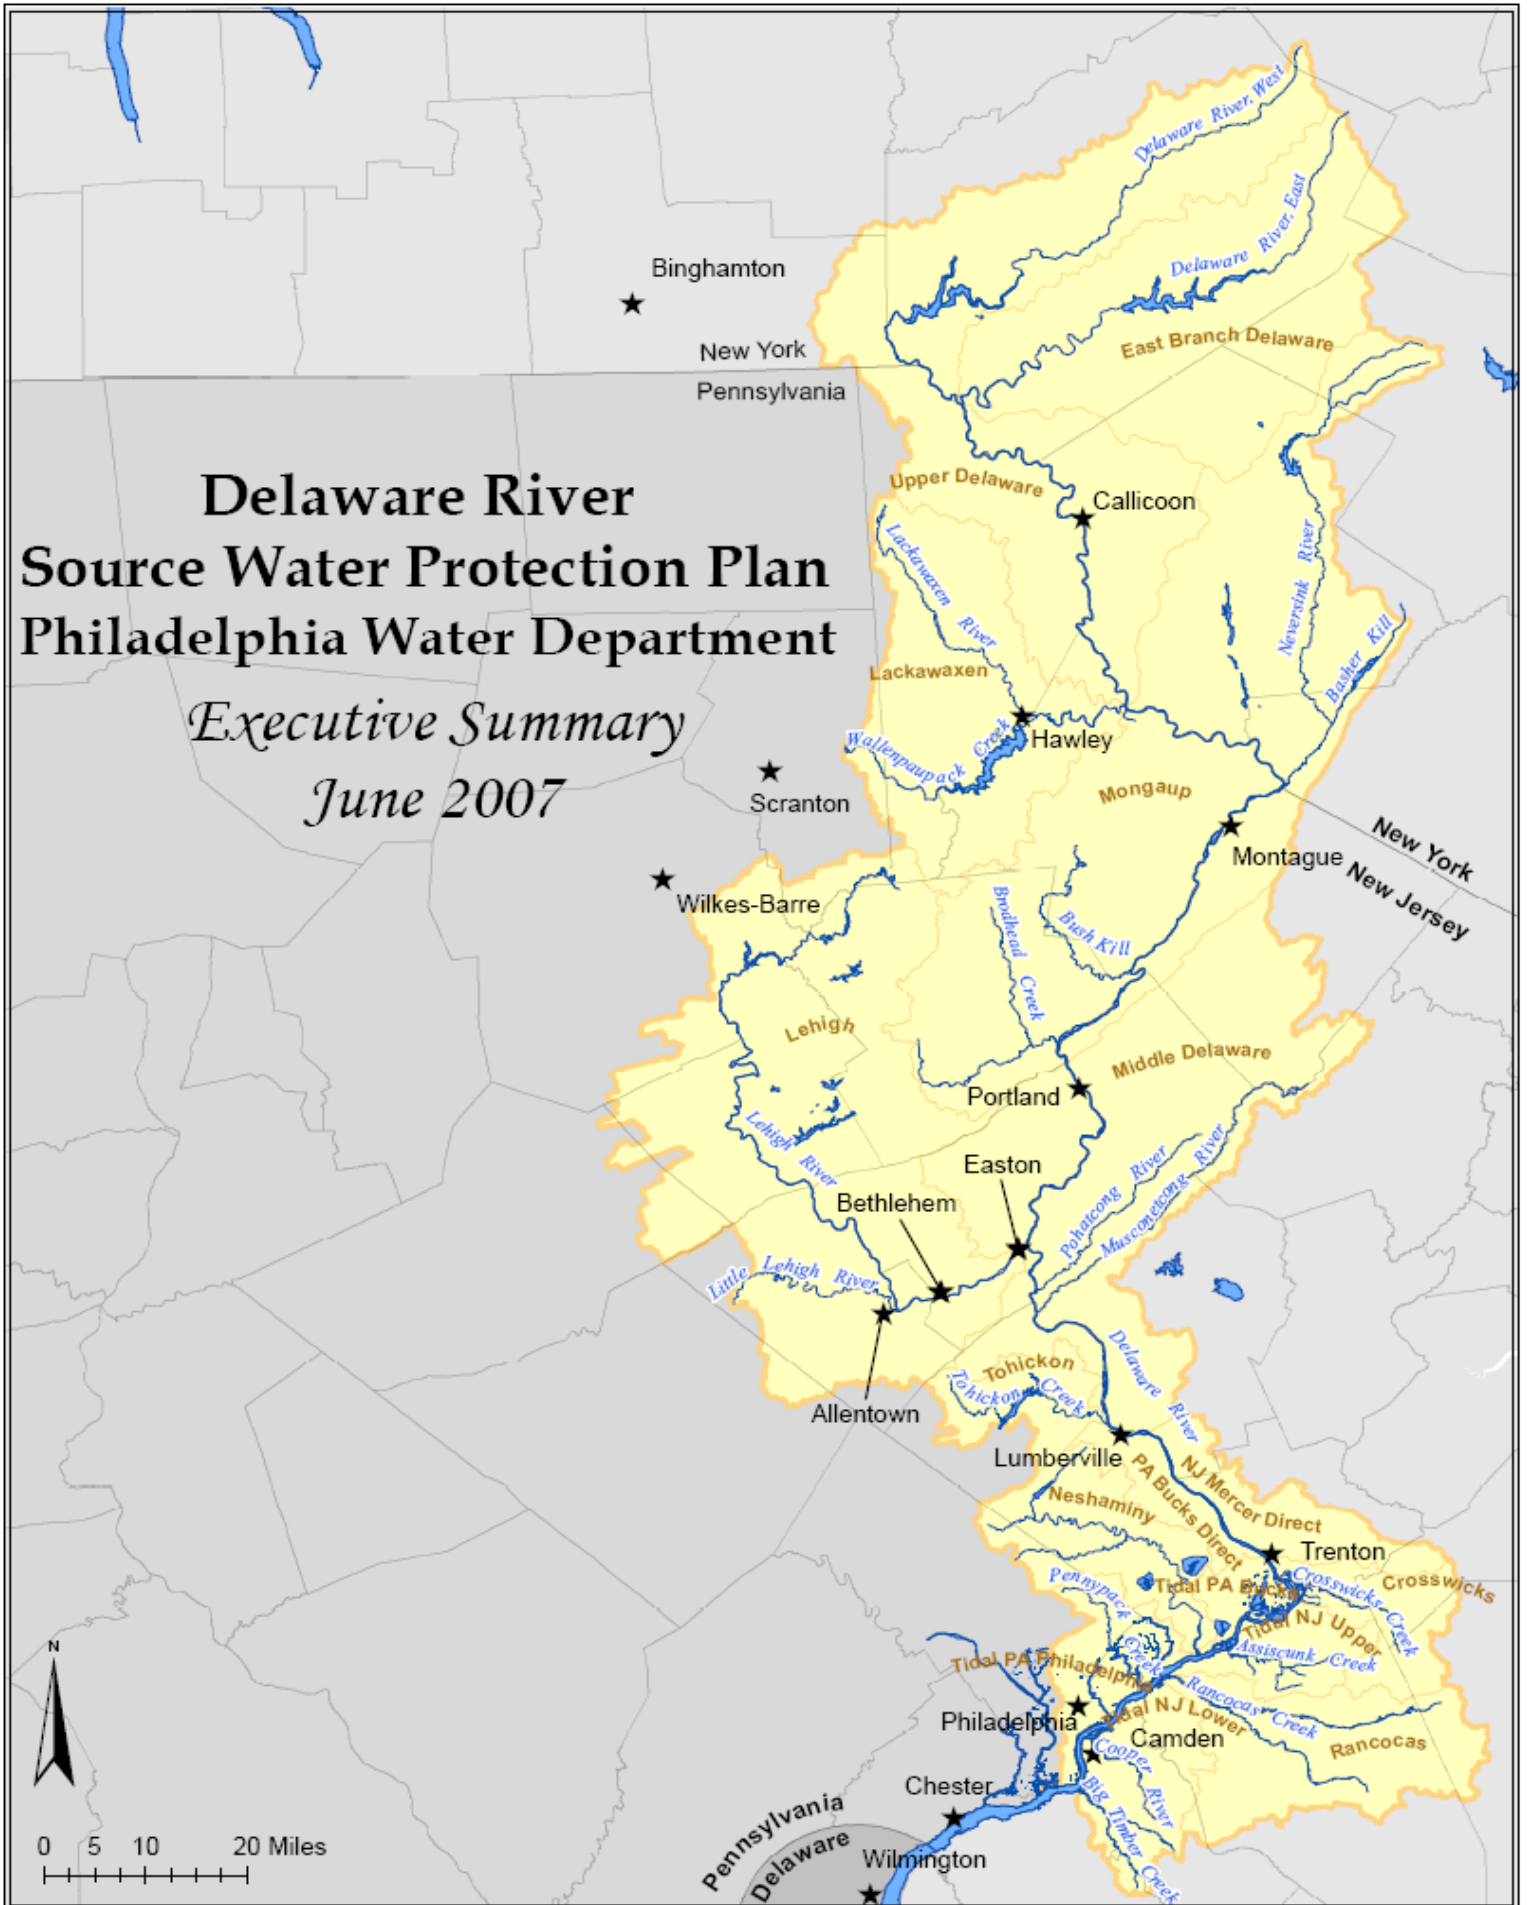 Delaware River, West
Delaware River, East
Binghamton
East Branch Delaware
New York
Pennsylvania
Delaware River
Source Water Protection Plan
Philadelphia Water Department
Executive Summary
June 2007
Upper Delaware
Callicoon
Lackawaxen River
Neversink River
Basher Kill
Lackawaxen
Wallenpaupack Creek
Hawley
Scranton
Mongaup
New York
New Jersey
Montague
Wilkes-Barre
Brodhead Creek
Bush Kill
Lehigh
Middle Delaware
Portland
Lehigh River
Easton
Pohatcong River
Musconetcong River
Bethlehem
Little Lehigh River
Delaware River
Tohickon
Tohickon Creek
Allentown
Lumberville
NJ Mercer Direct
PA Bucks Direct
Neshaminy
Trenton
Pennypack Creek
Tidal PA Bucks
Crosswicks Creek
Crosswicks
Tidal NJ Upper
Assiscunk Creek
Tidal PA Philadelphia
Rancocas Creek
Philadelphia
Tidal NJ Lower
Camden
Rancocas
Cooper River
Chester
Big Timber Creek
Pennsylvania
Delaware
Wilmington
N
0 5 10 20 Miles